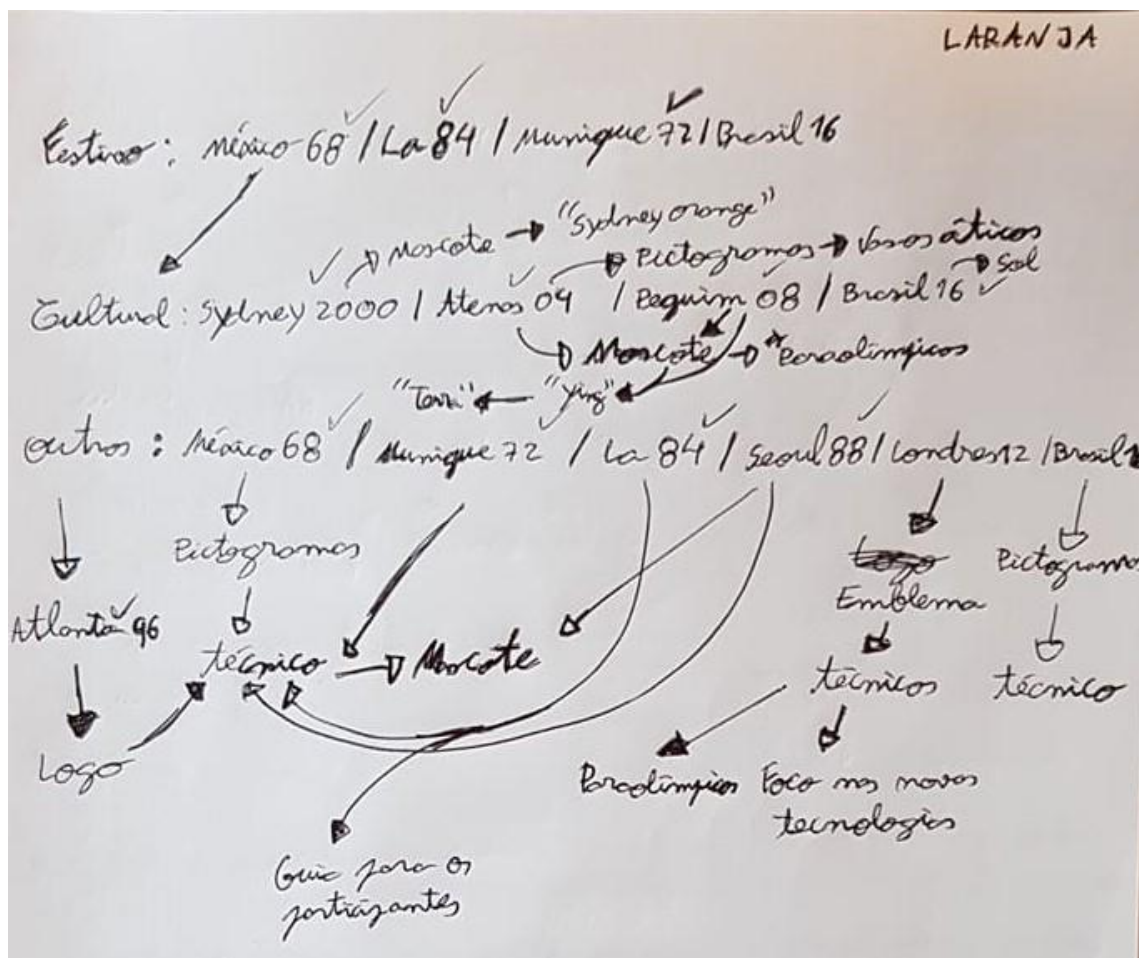 LARANJA
Festivo: México 68 / La 84 / Munique 72 / Brasil 16
Mascote "Sydney orange"
Pictogramas Vasos áticos
Sol
Cultural: Sydney 2000 / Atenas 04 / Pequim 08 / Brasil 16
Mascote Paraolímpicos
"Terra" "Ying"
outros: México 68 / Munique 72 / La 84 / Seoul 88 / Londres 12 / Brasil
Pictogramas
Emblema
Pictogramas
Atlanta 96
técnico Mascote
técnicos técnico
Logo
Paraolímpicos
Foco nas novas
tecnologias
Guia para os
participantes